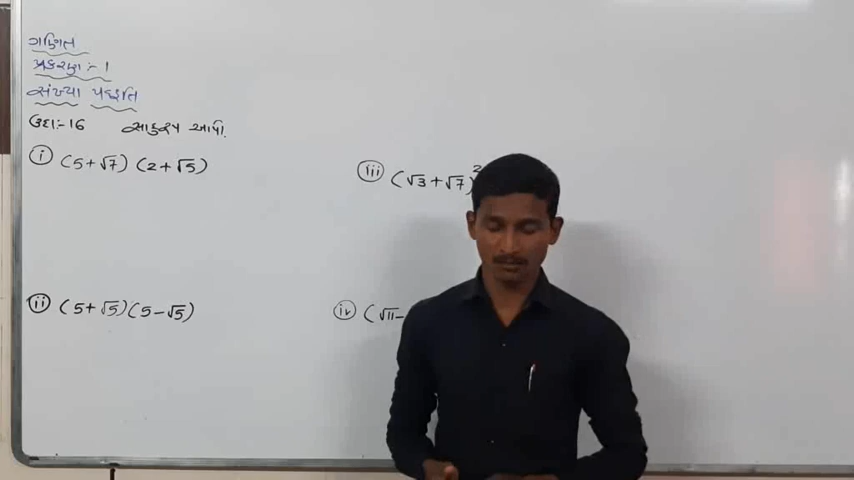 ગણિત
પ્રકરણ :- 1
સંખ્યા પદ્ધતિ
ઉદા:-16 સાદુરૂપ આપો.
(i) (5+√7) (2+√5)
(ii) (5+√5)(5-√5)
(iii) (√3+√7)²
(iv) (√11-